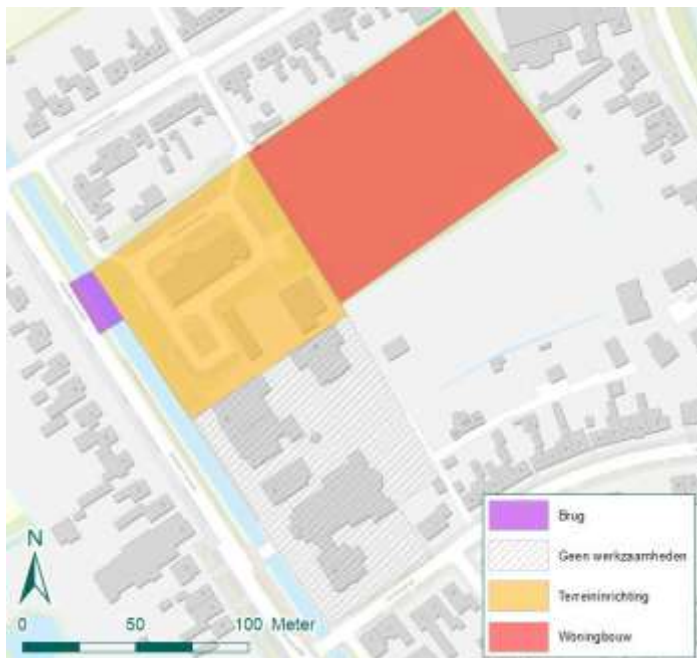 Brug
Geen werkzaamheden
Terreininrichting
Woningbouw
N
0 50 100 Meter